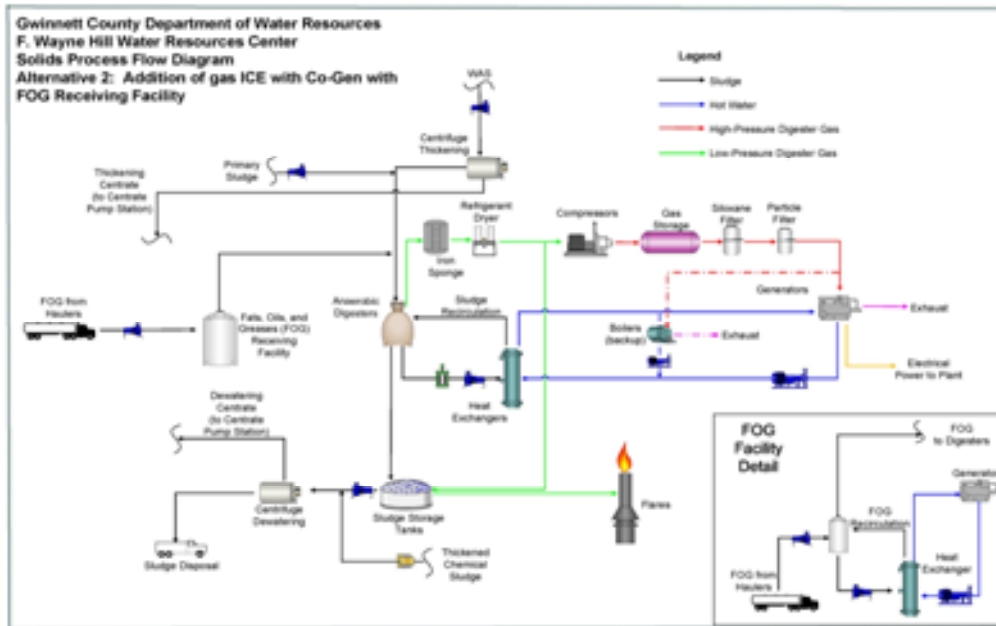 Gwinnett County Department of Water Resources
F. Wayne Hill Water Resources Center
Solids Process Flow Diagram
Alternative 2: Addition of gas ICE with Co-Gen with
FOG Receiving Facility
Legend
Sludge
Hot Water
High-Pressure Digester Gas
Low-Pressure Digester Gas
WAS
Centrifuge
Thickening
Primary
Sludge
Thickening
Centrate
(to Centrate
Pump Station)
Refrigerant
Dryer
Iron
Sponge
Compressors
Gas
Storage
Siloxane
Filter
Particle
Filter
FOG from
Haulers
Fats, Oils, and
Greases (FOG)
Receiving
Facility
Anaerobic
Digesters
Sludge
Recirculation
Boilers
(backup)
Exhaust
Generators
Exhaust
Electrical
Power to Plant
Heat
Exchangers
Dewatering
Centrate
(to Centrate
Pump Station)
Centrifuge
Dewatering
Sludge Storage
Tanks
Flares
Sludge Disposal
Thickened
Chemical
Sludge
FOG
Facility
Detail
FOG
to Digesters
Generator
FOG
Recirculation
Heat
Exchanger
FOG from
Haulers